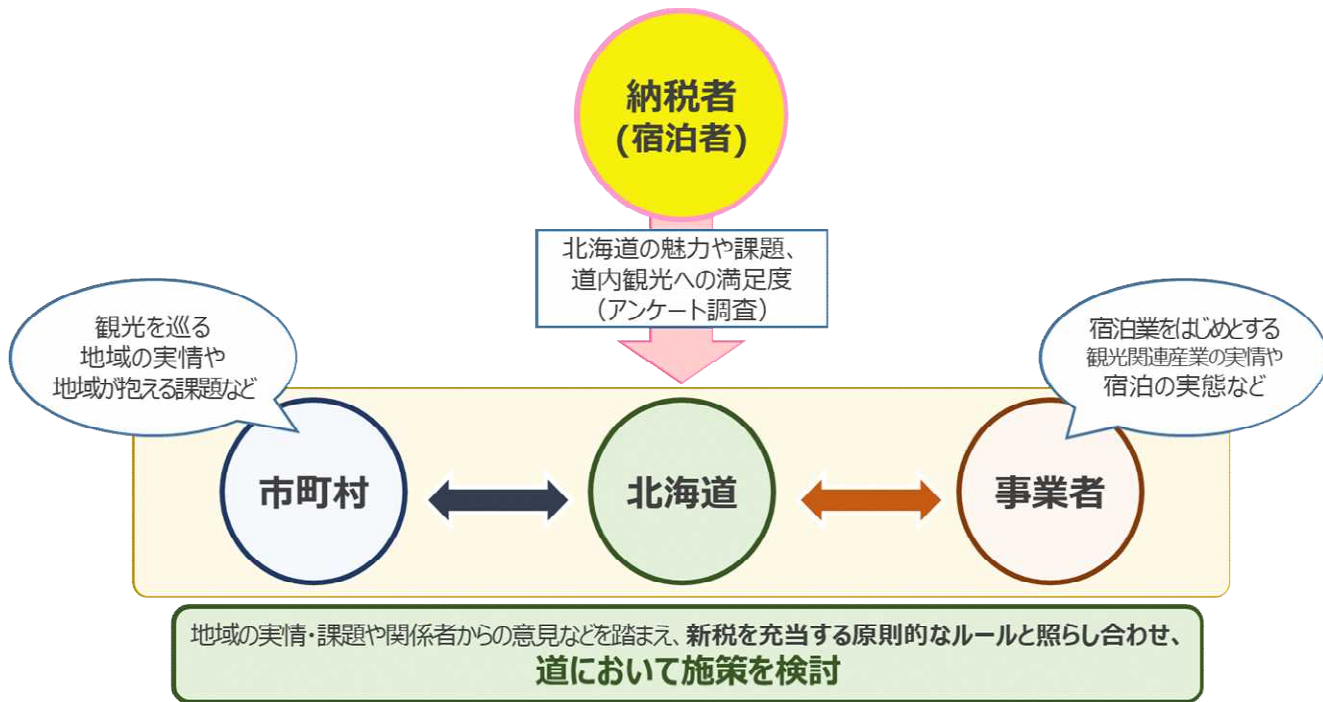 納税者
(宿泊者)
北海道の魅力や課題、
道内観光への満足度
（アンケート調査）
観光を巡る
地域の実情や
地域が抱える課題など
宿泊業をはじめとする
観光関連産業の実情や
宿泊の実態など
市町村
北海道
事業者
地域の実情・課題や関係者からの意見などを踏まえ、新税を充当する原則的なルールと照らし合わせ、
道において施策を検討